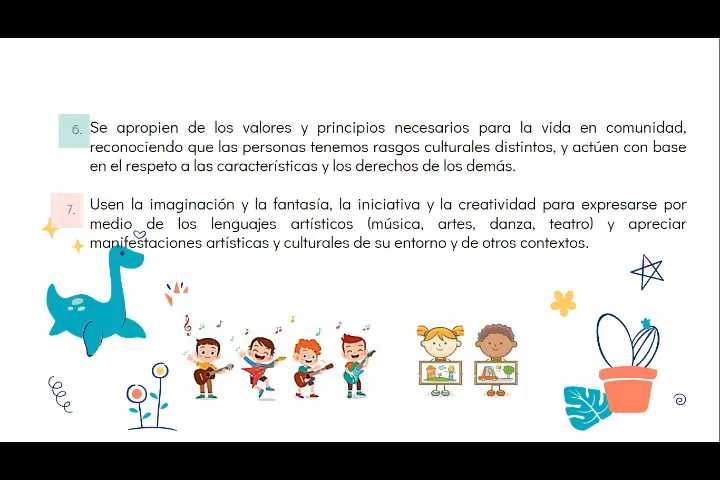 6. Se apropien de los valores y principios necesarios para la vida en comunidad,
reconociendo que las personas tenemos rasgos culturales distintos, y actúen con base
en el respeto a las características y los derechos de los demás.
7. Usen la imaginación y la fantasía, la iniciativa y la creatividad para expresarse por
medio de los lenguajes artísticos (música, artes, danza, teatro) y apreciar
manifestaciones artísticas y culturales de su entorno y de otros contextos.